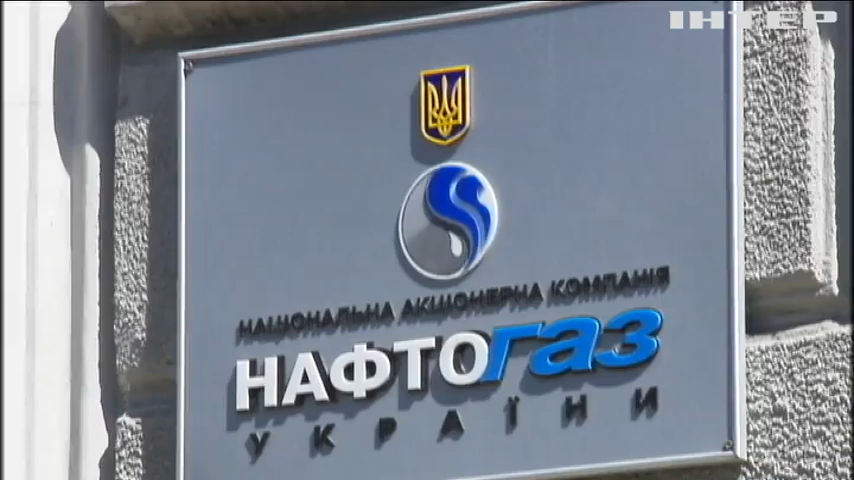 ІНТЕР
НАЦІОНАЛЬНА АКЦІОНЕРНА КОМПАНІЯ
НАФТОГАЗ
УКРАЇНИ